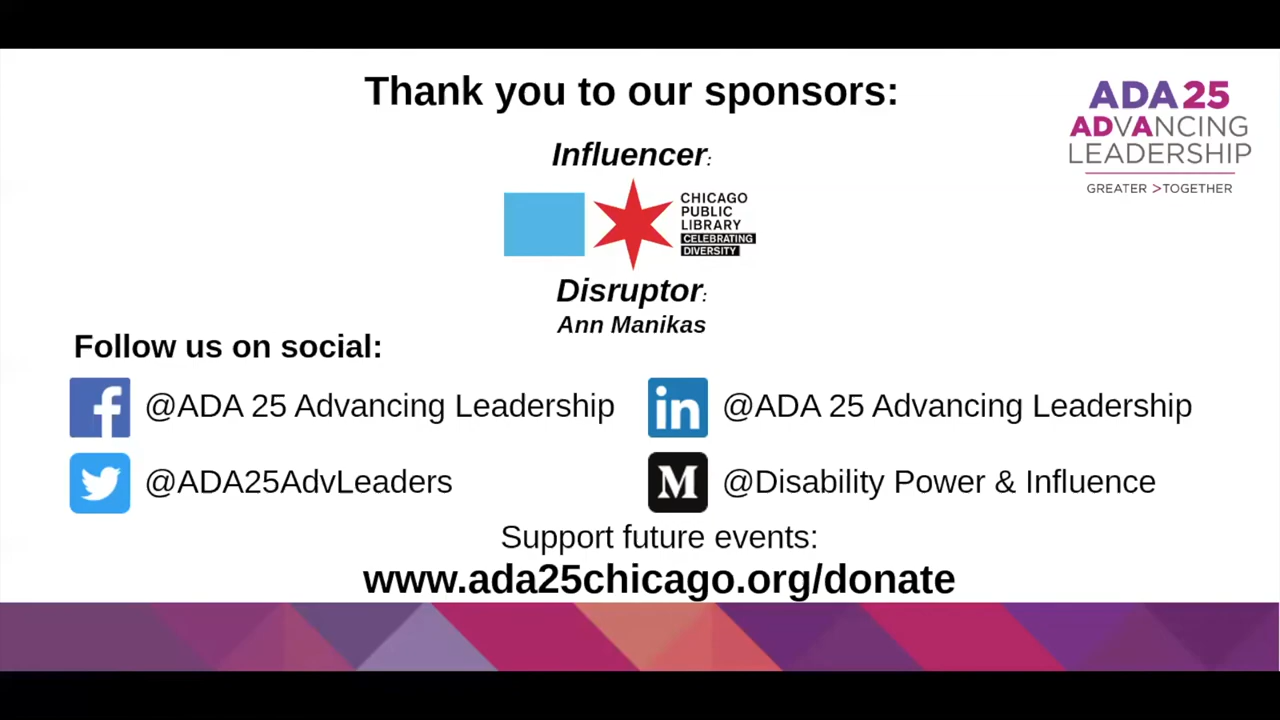 Thank you to our sponsors:
ADA 25
ADVANCING
LEADERSHIP
GREATER >TOGETHER
Influencer:
CHICAGO
PUBLIC
LIBRARY
CELEBRATING
DIVERSITY
Disruptor:
Ann Manikas
Follow us on social:
@ADA 25 Advancing Leadership
@ADA 25 Advancing Leadership
@ADA25AdvLeaders
@Disability Power & Influence
Support future events:
www.ada25chicago.org/donate